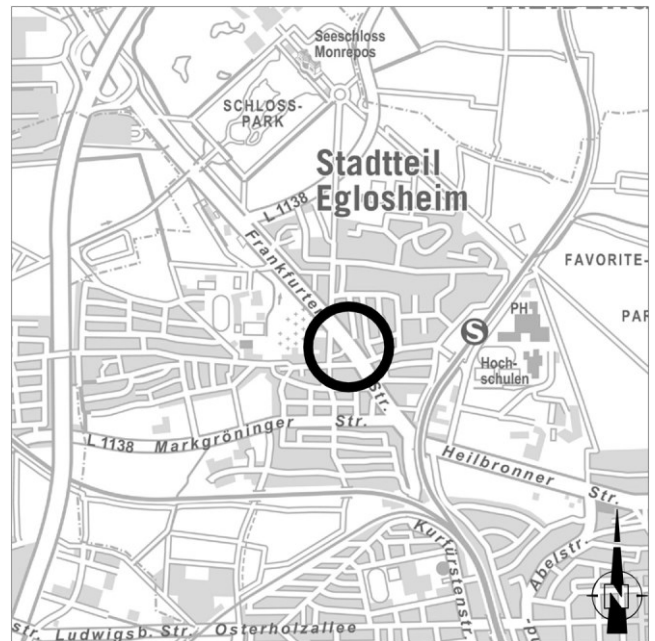 Seeschloss
Monrepos
SCHLOSS-
PARK
Stadtteil
Eglosheim
L 1138
Frankfurter
Str.
FAVORITE-
PAR
PH
S
Hoch-
schulen
L 1138 Markgröninger Str.
Heilbronner Str.
Kurfürstenstr.
Abelstr.
N
str. Ludwigsb. Str. Osterholzallee